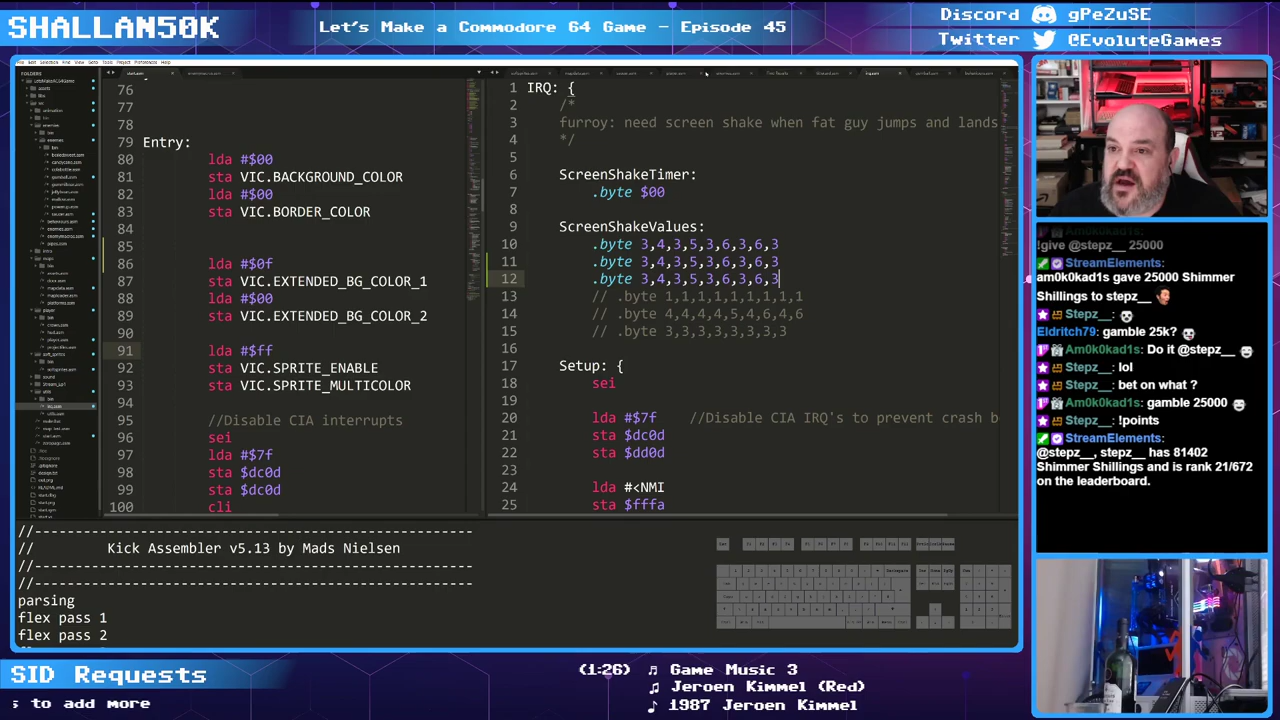 SHALLAN50K
Let's Make a Commodore 64 Game - Episode 45
Discord gPeZuSE
Twitter @EvoluteGames
FOLDERS
76
77
78
79 Entry:
80 lda #$00
81 sta VIC.BACKGROUND_COLOR
82 lda #$00
83 sta VIC.BORDER_COLOR
84
85
86 lda #$0f
87 sta VIC.EXTENDED_BG_COLOR_1
88 lda #$00
89 sta VIC.EXTENDED_BG_COLOR_2
90
91 lda #$ff
92 sta VIC.SPRITE_ENABLE
93 sta VIC.SPRITE_MULTICOLOR
94
95 //Disable CIA interrupts
96 sei
97 lda #$7f
98 sta $dc0d
99 sta $dc0d
100 cli
1 IRQ: {
2 /*
3 furroy: need screen shake when fat guy jumps and lands
4 */
5
6 ScreenShakeTimer:
7 .byte $00
8
9 ScreenShakeValues:
10 .byte 3,4,3,5,3,6,3,6,3
11 .byte 3,4,3,5,3,6,3,6,3
12 .byte 3,4,3,5,3,6,3,6,3
13 // .byte 1,1,1,1,1,1,1,1,1
14 // .byte 4,4,4,4,5,4,6,4,6
15 // .byte 3,3,3,3,3,3,3,3
16
17 Setup: {
18 sei
19
20 lda #$7f //Disable CIA IRQ's to prevent crash b
21 sta $dc0d
22 sta $dd0d
23
24 lda #<NMI
25 sta $fffa
//------------------------------------------------------
// Kick Assembler v5.13 by Mads Nielsen
//------------------------------------------------------
//------------------------------------------------------
parsing
flex pass 1
flex pass 2
Am0k0kad1s:
!give @stepz__ 25000
StreamElements:
am0k0kad1s gave 25000 Shimmer
Shillings to stepz__
Stepz__:
Eldritch79: gamble 25k?
Am0k0kad1s: Do it @stepz__
Stepz__: lol
Stepz__: bet on what ?
Am0k0kad1s: gamble 25000
Stepz__: !points
StreamElements:
@stepz__, stepz__ has 81402
Shimmer Shillings and is rank 21/672
on the leaderboard.
SID Requests
s to add more
(1:26) Game Music 3
Jeroen Kimmel (Red)
1987 Jeroen Kimmel